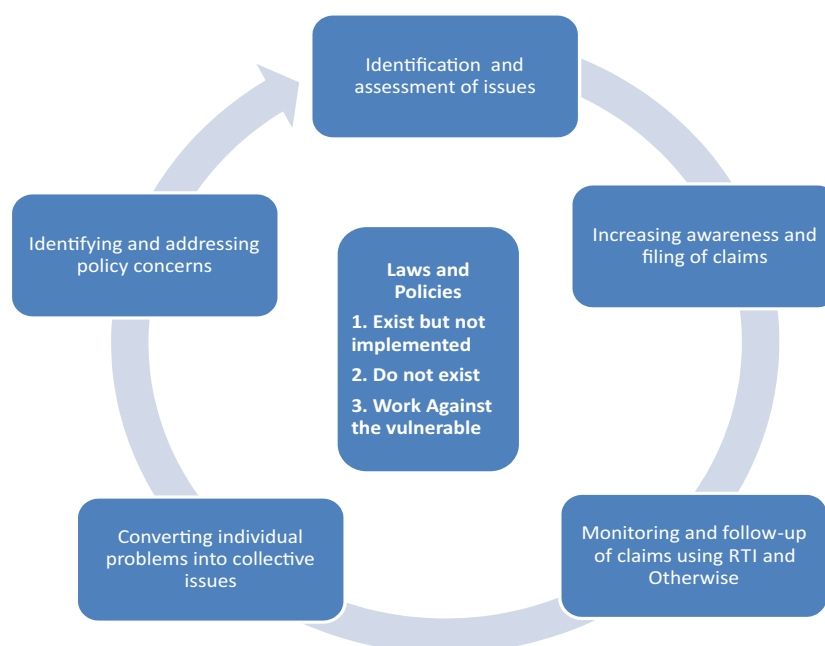 Identification and
assessment of issues
Increasing awareness and
filing of claims
Monitoring and follow-up
of claims using RTI and
Otherwise
Converting individual
problems into collective
issues
Identifying and addressing
policy concerns
Laws and
Policies
1. Exist but not
implemented
2. Do not exist
3. Work Against
the vulnerable